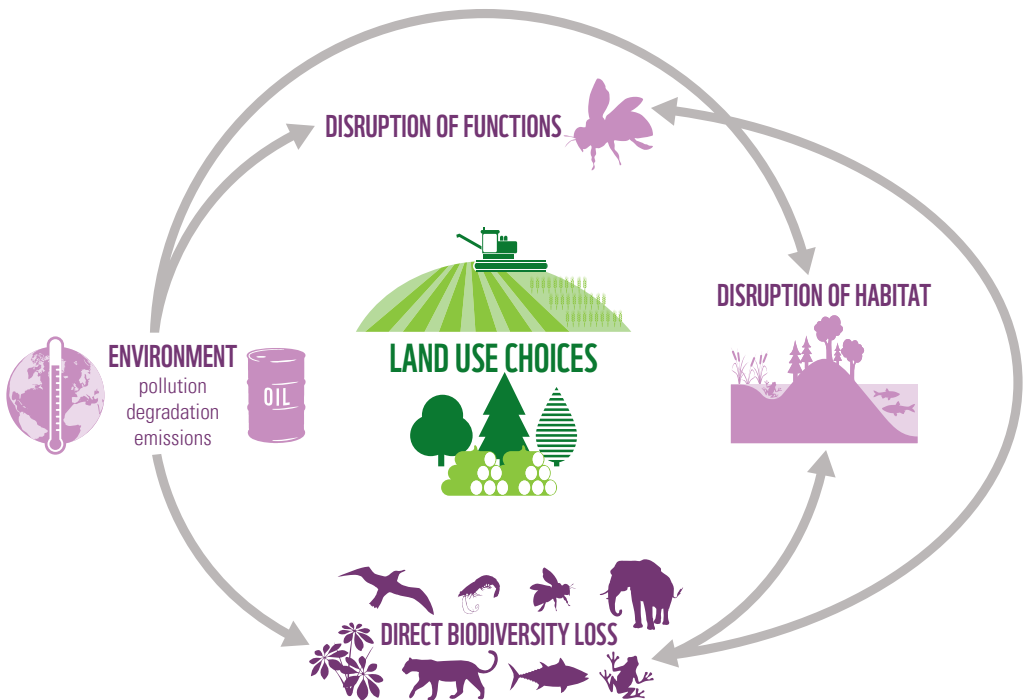 DISRUPTION OF FUNCTIONS
DISRUPTION OF HABITAT
ENVIRONMENT
pollution
degradation
emissions
OIL
LAND USE CHOICES
DIRECT BIODIVERSITY LOSS